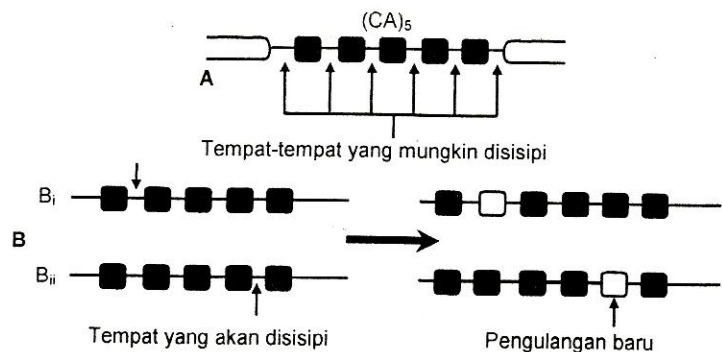 (CA)₅
A
Tempat-tempat yang mungkin disisipi
Bi
B
Bii
Tempat yang akan disisipi
Pengulangan baru